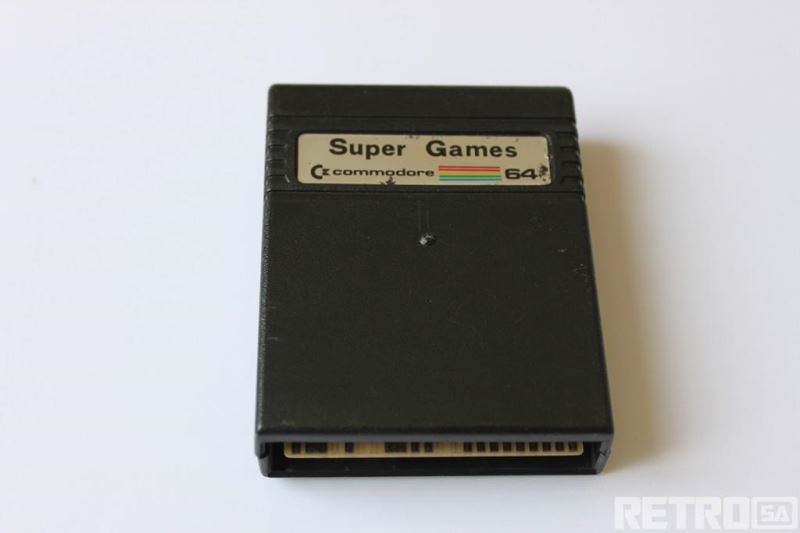 Super Games
commodore 64
RETRO SA